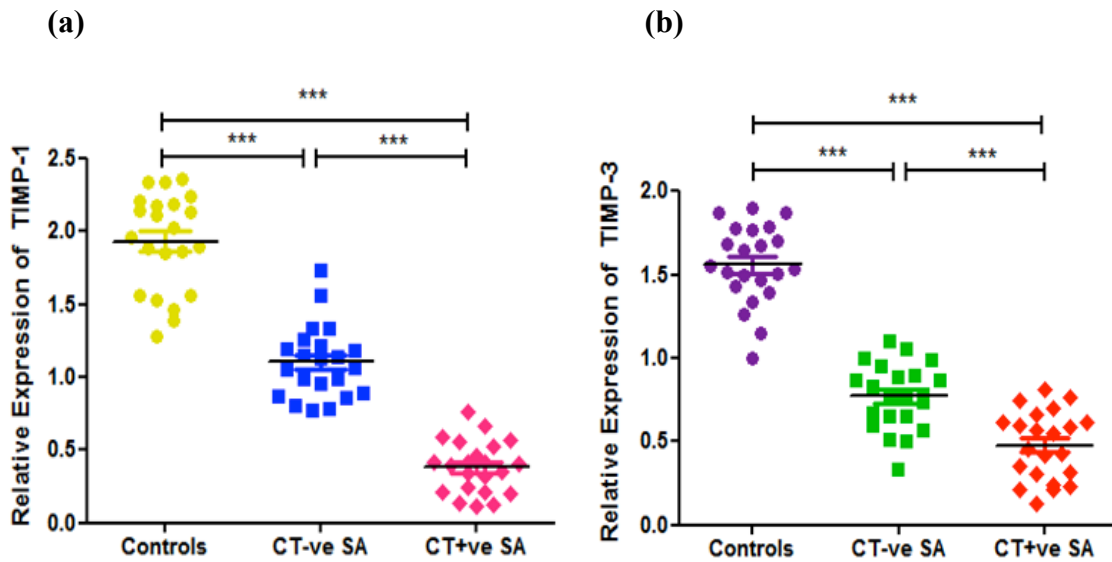 (a)
***
***
***
Relative Expression of TIMP-1
2.5
2.0
1.5
1.0
0.5
0.0
Controls
CT-ve SA
CT+ve SA
(b)
***
***
***
Relative Expression of TIMP-3
2.0
1.5
1.0
0.5
0.0
Controls
CT-ve SA
CT+ve SA